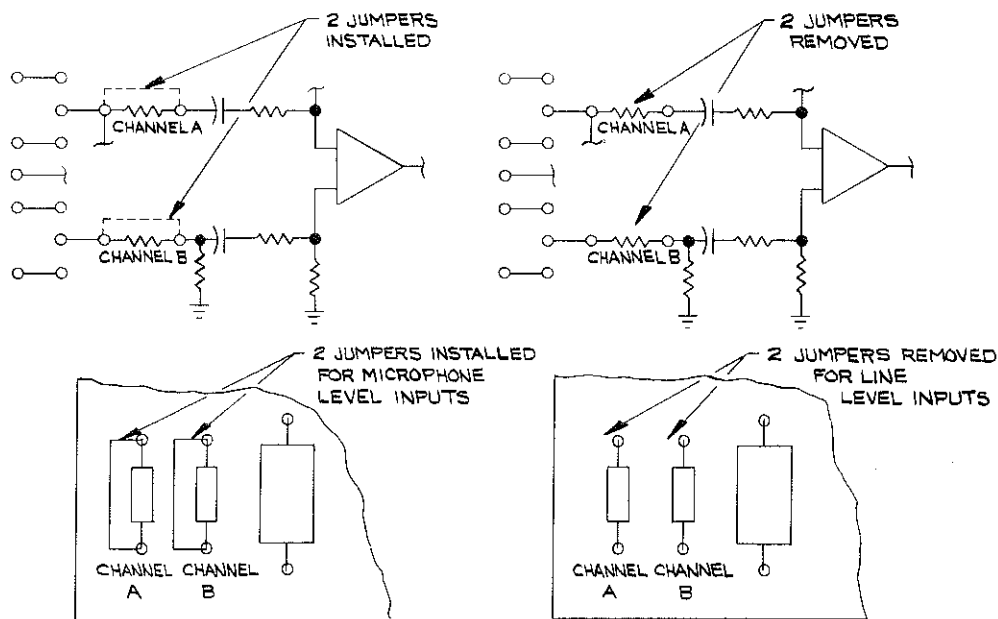 2 JUMPERS
INSTALLED
CHANNEL A
CHANNEL B
2 JUMPERS
REMOVED
CHANNEL A
CHANNEL B
2 JUMPERS INSTALLED
FOR MICROPHONE
LEVEL INPUTS
CHANNEL
A
CHANNEL
B
2 JUMPERS REMOVED
FOR LINE
LEVEL INPUTS
CHANNEL
A
CHANNEL
B